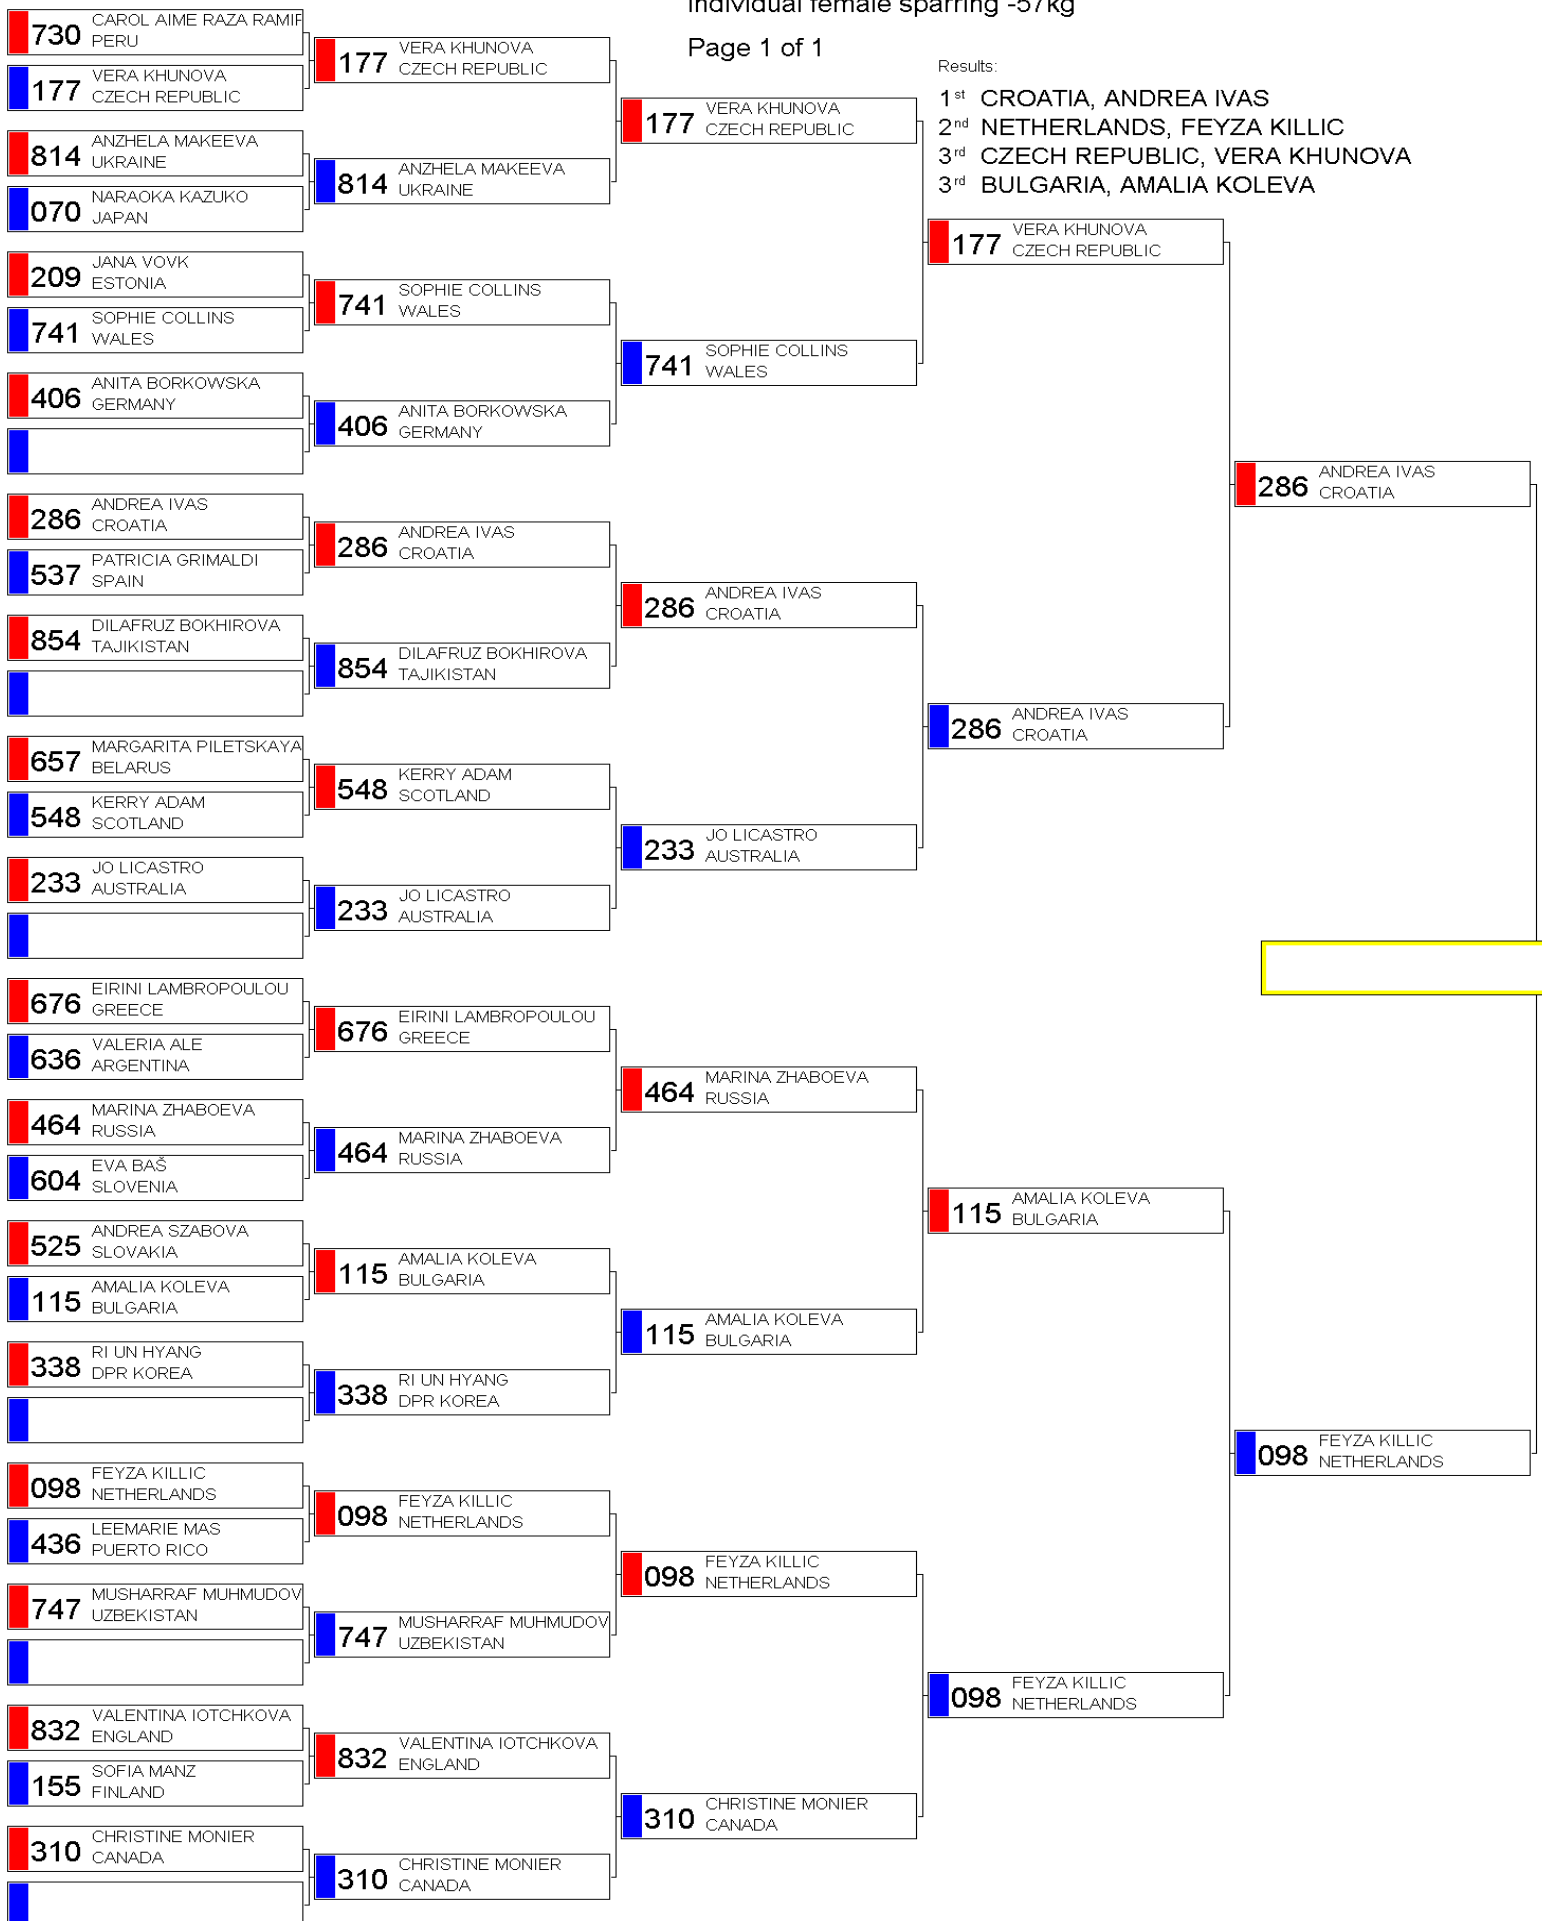 Individual female sparring -57kg
Page 1 of 1
Results:
1st CROATIA, ANDREA IVAS
2nd NETHERLANDS, FEYZA KILLIC
3rd CZECH REPUBLIC, VERA KHUNOVA
3rd BULGARIA, AMALIA KOLEVA
730 CAROL AIME RAZA RAMIR
PERU
177 VERA KHUNOVA
CZECH REPUBLIC
814 ANZHELA MAKEEVA
UKRAINE
070 NARAOKA KAZUKO
JAPAN
209 JANA VOVK
ESTONIA
741 SOPHIE COLLINS
WALES
406 ANITA BORKOWSKA
GERMANY
286 ANDREA IVAS
CROATIA
537 PATRICIA GRIMALDI
SPAIN
854 DILAFRUZ BOKHIROVA
TAJIKISTAN
657 MARGARITA PILETSKAYA
BELARUS
548 KERRY ADAM
SCOTLAND
233 JO LICASTRO
AUSTRALIA
676 EIRINI LAMBROPOULOU
GREECE
636 VALERIA ALE
ARGENTINA
464 MARINA ZHABOEVA
RUSSIA
604 EVA BAŠ
SLOVENIA
525 ANDREA SZABOVA
SLOVAKIA
115 AMALIA KOLEVA
BULGARIA
338 RI UN HYANG
DPR KOREA
098 FEYZA KILLIC
NETHERLANDS
436 LEEMARIE MAS
PUERTO RICO
747 MUSHARRAF MUHMUDOV
UZBEKISTAN
832 VALENTINA IOTCHKOVA
ENGLAND
155 SOFIA MANZ
FINLAND
310 CHRISTINE MONIER
CANADA
177 VERA KHUNOVA
CZECH REPUBLIC
814 ANZHELA MAKEEVA
UKRAINE
741 SOPHIE COLLINS
WALES
406 ANITA BORKOWSKA
GERMANY
286 ANDREA IVAS
CROATIA
854 DILAFRUZ BOKHIROVA
TAJIKISTAN
548 KERRY ADAM
SCOTLAND
233 JO LICASTRO
AUSTRALIA
676 EIRINI LAMBROPOULOU
GREECE
464 MARINA ZHABOEVA
RUSSIA
115 AMALIA KOLEVA
BULGARIA
338 RI UN HYANG
DPR KOREA
098 FEYZA KILLIC
NETHERLANDS
747 MUSHARRAF MUHMUDOV
UZBEKISTAN
832 VALENTINA IOTCHKOVA
ENGLAND
310 CHRISTINE MONIER
CANADA
177 VERA KHUNOVA
CZECH REPUBLIC
741 SOPHIE COLLINS
WALES
286 ANDREA IVAS
CROATIA
233 JO LICASTRO
AUSTRALIA
464 MARINA ZHABOEVA
RUSSIA
115 AMALIA KOLEVA
BULGARIA
098 FEYZA KILLIC
NETHERLANDS
310 CHRISTINE MONIER
CANADA
177 VERA KHUNOVA
CZECH REPUBLIC
286 ANDREA IVAS
CROATIA
115 AMALIA KOLEVA
BULGARIA
098 FEYZA KILLIC
NETHERLANDS
286 ANDREA IVAS
CROATIA
098 FEYZA KILLIC
NETHERLANDS